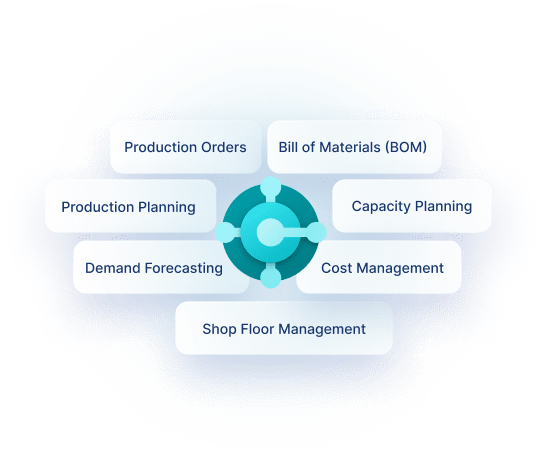 Production Orders
Bill of Materials (BOM)
Production Planning
Capacity Planning
Demand Forecasting
Cost Management
Shop Floor Management